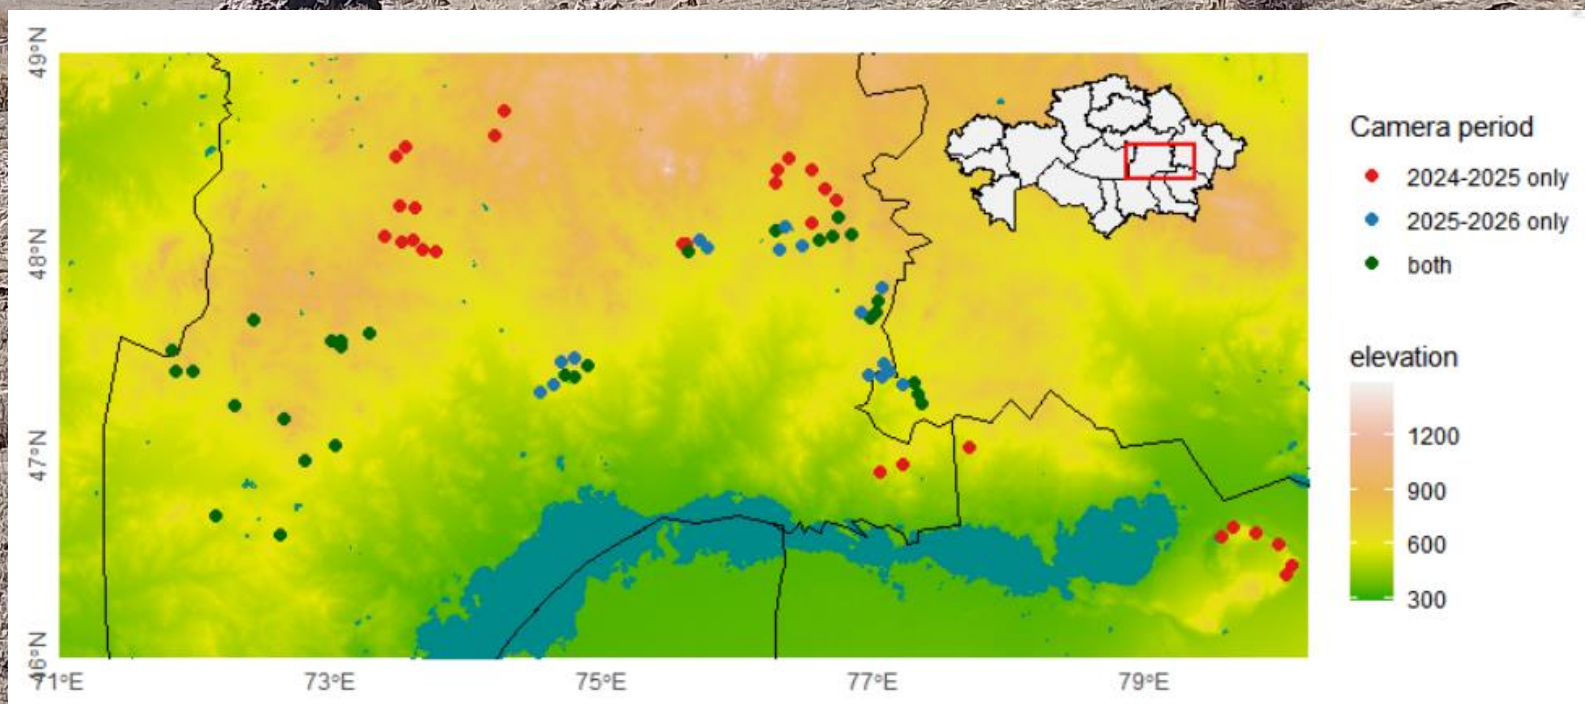 49°N
48°N
47°N
46°N
71°E
73°E
75°E
77°E
79°E
Camera period
2024-2025 only
2025-2026 only
both
elevation
1200
900
600
300